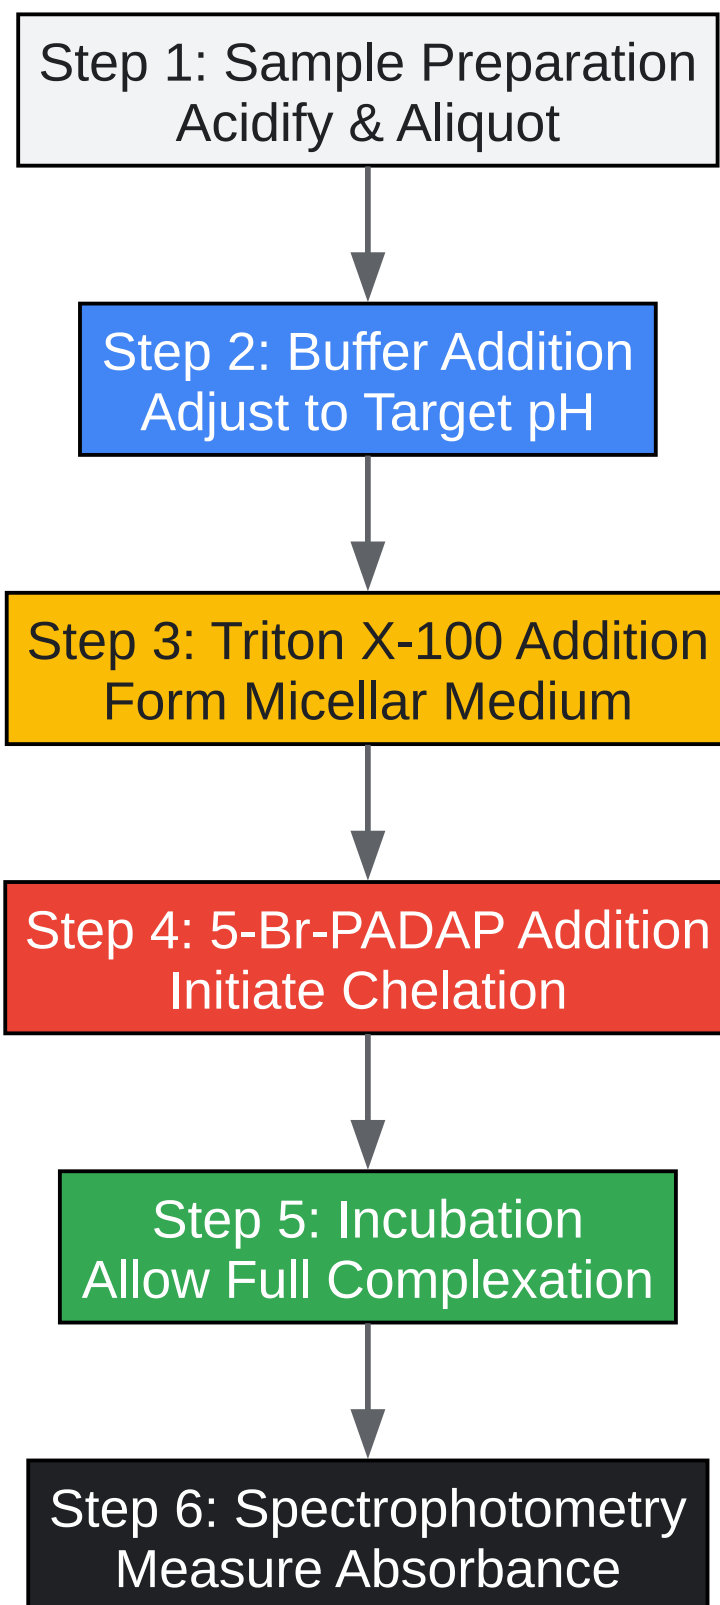 Step 1: Sample Preparation
Acidify & Aliquot
Step 2: Buffer Addition
Adjust to Target pH
Step 3: Triton X-100 Addition
Form Micellar Medium
Step 4: 5-Br-PADAP Addition
Initiate Chelation
Step 5: Incubation
Allow Full Complexation
Step 6: Spectrophotometry
Measure Absorbance